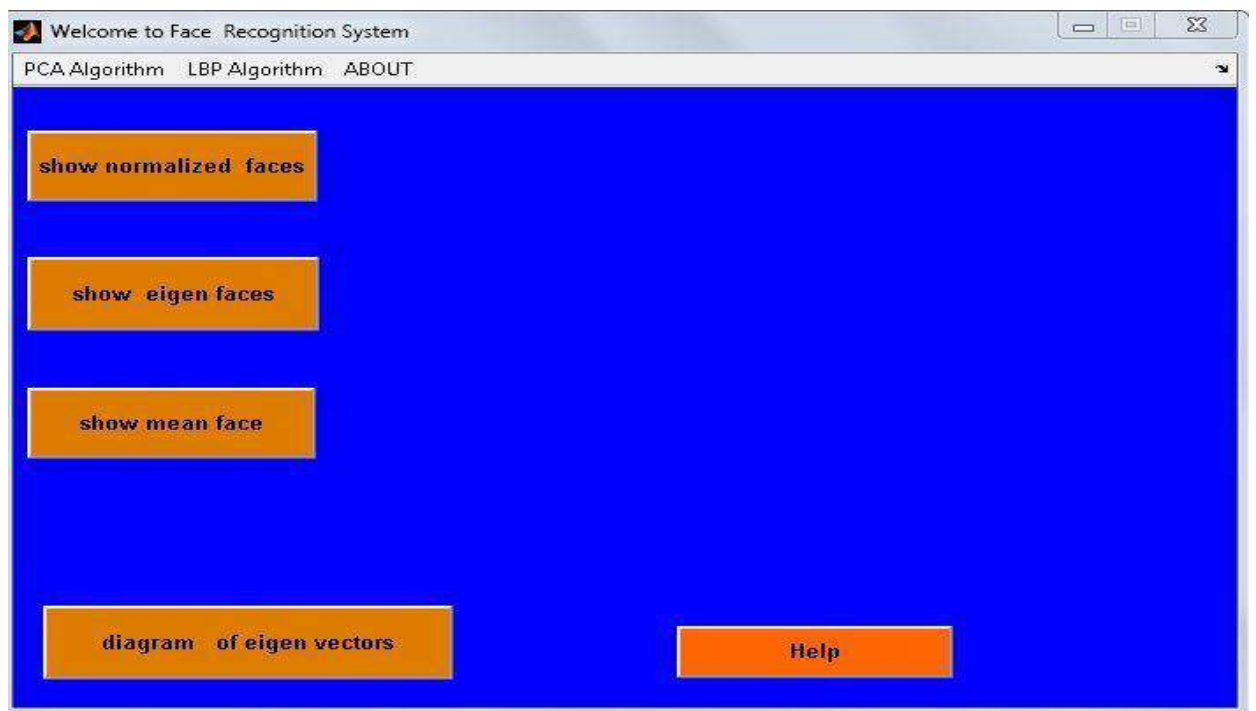 Welcome to Face Recognition System
PCA Algorithm LBP Algorithm ABOUT
show normalized faces
show eigen faces
show mean face
diagram of eigen vectors
Help